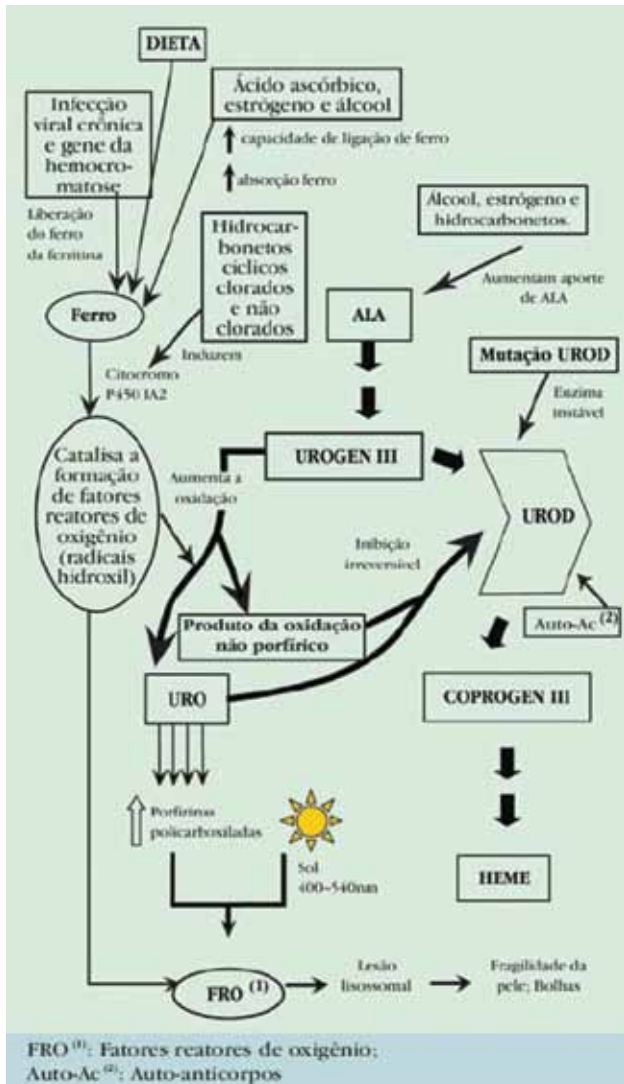 DIETA
Infecção
viral crônica
e gene da
hemocro-
matose
Ácido ascórbico,
estrógeno e álcool
capacidade de ligação de ferro
absorção ferro
Liberação
do ferro
da ferritina
Hidrocar-
bonetos
cíclicos
clorados
e não
clorados
Álcool, estrógeno e
hidrocarbonetos.
Aumentam aporte
de ALA
Ferro
ALA
Induzem
Citocromo
P450 IA2
Mutação UROD
Enzima
instável
Catalisa a
formação
de fatores
reatores de
oxigênio
(radicais
hidroxil)
Aumenta a
oxidação
UROGEN III
UROD
Inibição
irreversível
Produto da oxidação
não porfírico
Auto-Ac (2)
URO
COPROGEN III
Porfirinas
policarboxiladas
Sol
400-540nm
HEME
FRO (1)
Lesão
lisossomal
Fragilidade da
pele; Bolhas
FRO (1): Fatores reatores de oxigênio;
Auto-Ac (2): Auto-anticorpos